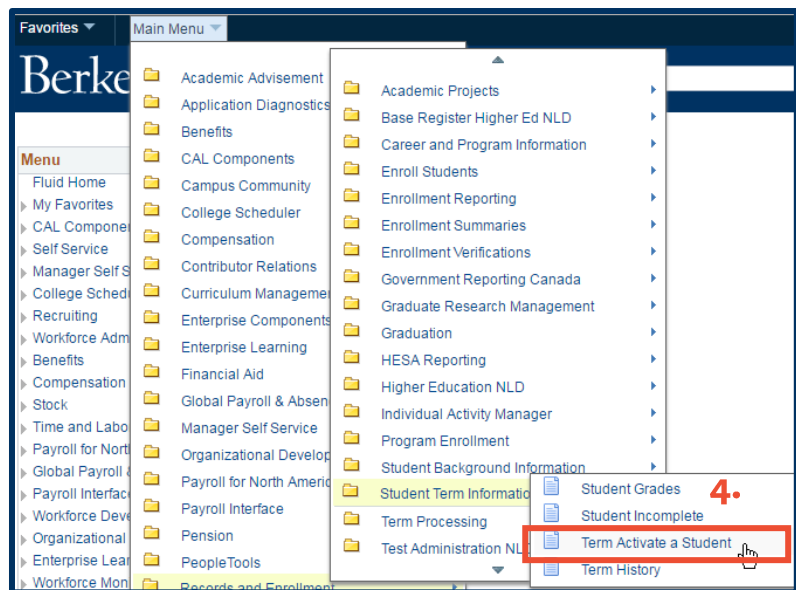 Favorites
Main Menu
Berke
Menu
Fluid Home
My Favorites
CAL Componen
Self Service
Manager Self S
College Schedu
Recruiting
Workforce Adm
Benefits
Compensation
Stock
Time and Labo
Payroll for North
Global Payroll &
Payroll Interface
Workforce Deve
Organizational
Enterprise Lear
Workforce Mon
Academic Advisement
Application Diagnostics
Benefits
CAL Components
Campus Community
College Scheduler
Compensation
Contributor Relations
Curriculum Managemen
Enterprise Components
Enterprise Learning
Financial Aid
Global Payroll & Absen
Manager Self Service
Organizational Develop
Payroll for North Americ
Payroll Interface
Pension
PeopleTools
Records and Enrollment
Academic Projects
Base Register Higher Ed NLD
Career and Program Information
Enroll Students
Enrollment Reporting
Enrollment Summaries
Enrollment Verifications
Government Reporting Canada
Graduate Research Management
Graduation
HESA Reporting
Higher Education NLD
Individual Activity Manager
Program Enrollment
Student Background Information
Student Term Informatio
Term Processing
Test Administration NL
Student Grades
4.
Student Incomplete
Term Activate a Student
Term History